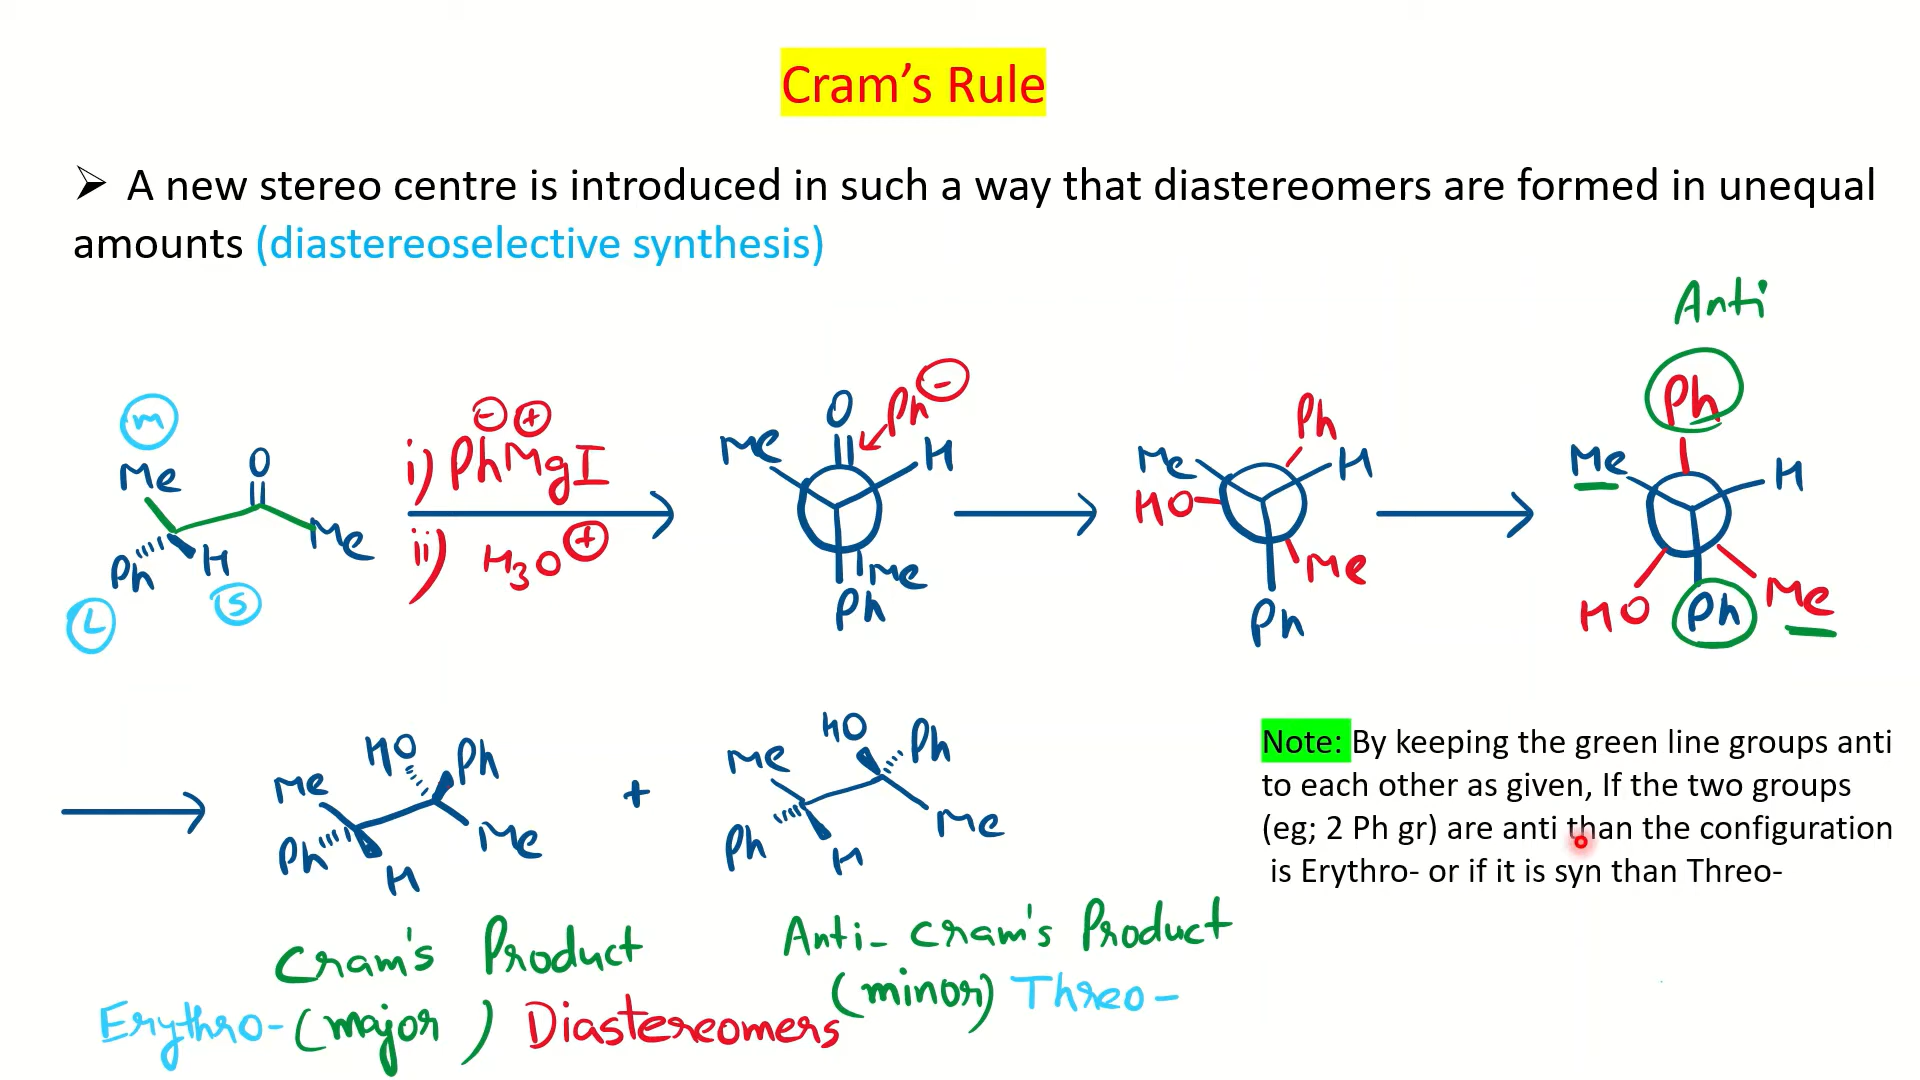 Cram's Rule
➢ A new stereo centre is introduced in such a way that diastereomers are formed in unequal
amounts (diastereoselective synthesis)
Anti
m
Me
O
Me
Ph
H
L
S
⊖ ⊕
i) PhMgI
ii) H3O⊕
O
Ph ⊖
Me
H
Me
Ph
Ph
Me
H
HO
Me
Ph
Ph
Me
H
HO
Ph
Me
HO
Ph
Me
Ph
H
Me
+
HO
Ph
Me
Ph
H
Me
Note: By keeping the green line groups anti
to each other as given, If the two groups
(eg; 2 Ph gr) are anti than the configuration
is Erythro- or if it is syn than Threo-
Cram's Product
Anti- Cram's Product
Erythro- (major)
Diastereomers
(minor) Threo-